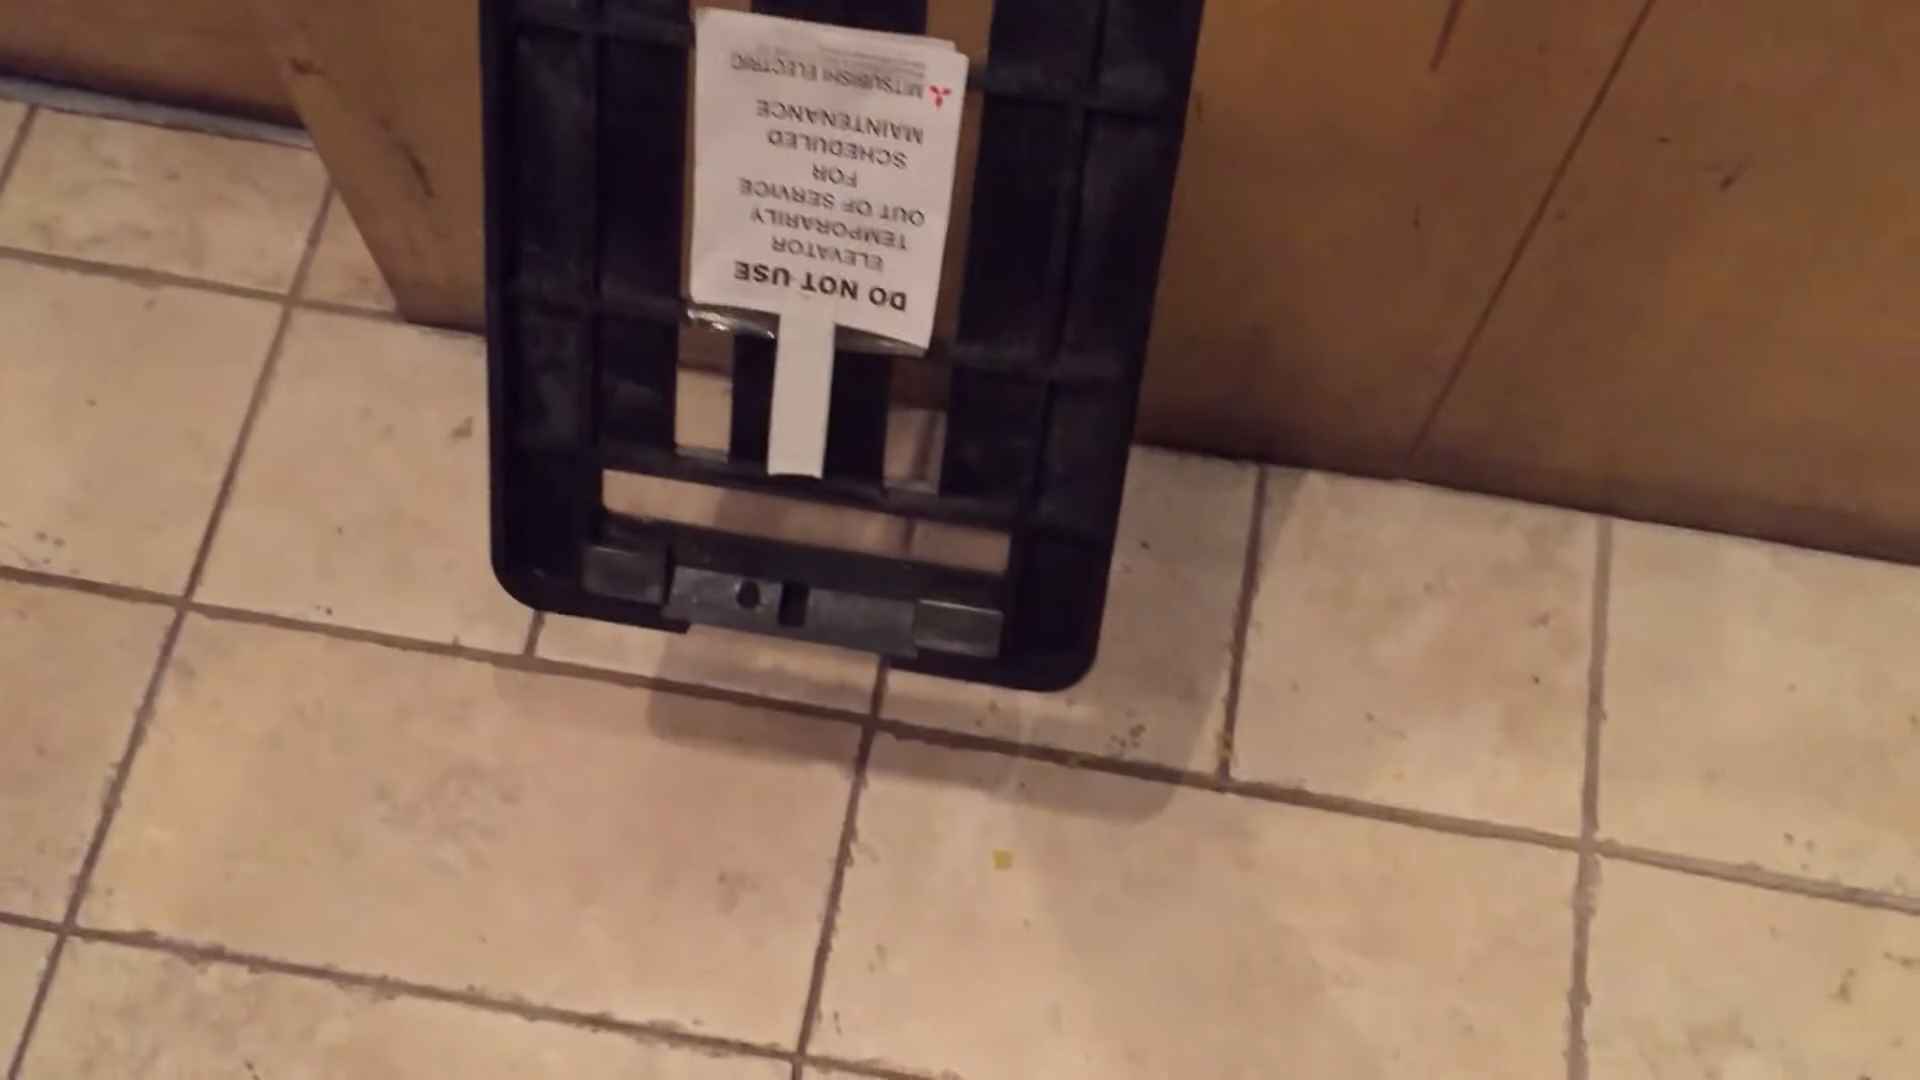 DO NOT USE
ELEVATOR
TEMPORARILY
OUT OF SERVICE
FOR
SCHEDULED
MAINTENANCE
MITSUBISHI ELECTRIC